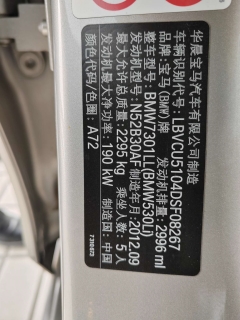 华晨宝马汽车有限公司制造
车辆识别代号：LBVCU5104DSF08267
品牌：宝马(BMW)牌 发动机排量：2996 ml
整车型号：BMW7301LL(BMW530Li)
发动机型号：N52B30AF 制造年月：2012.09
最大允许总质量：2295 kg 乘坐人数：5 人
发动机最大净功率：190 kW 制造国：中国
颜色代码/色圈：A72